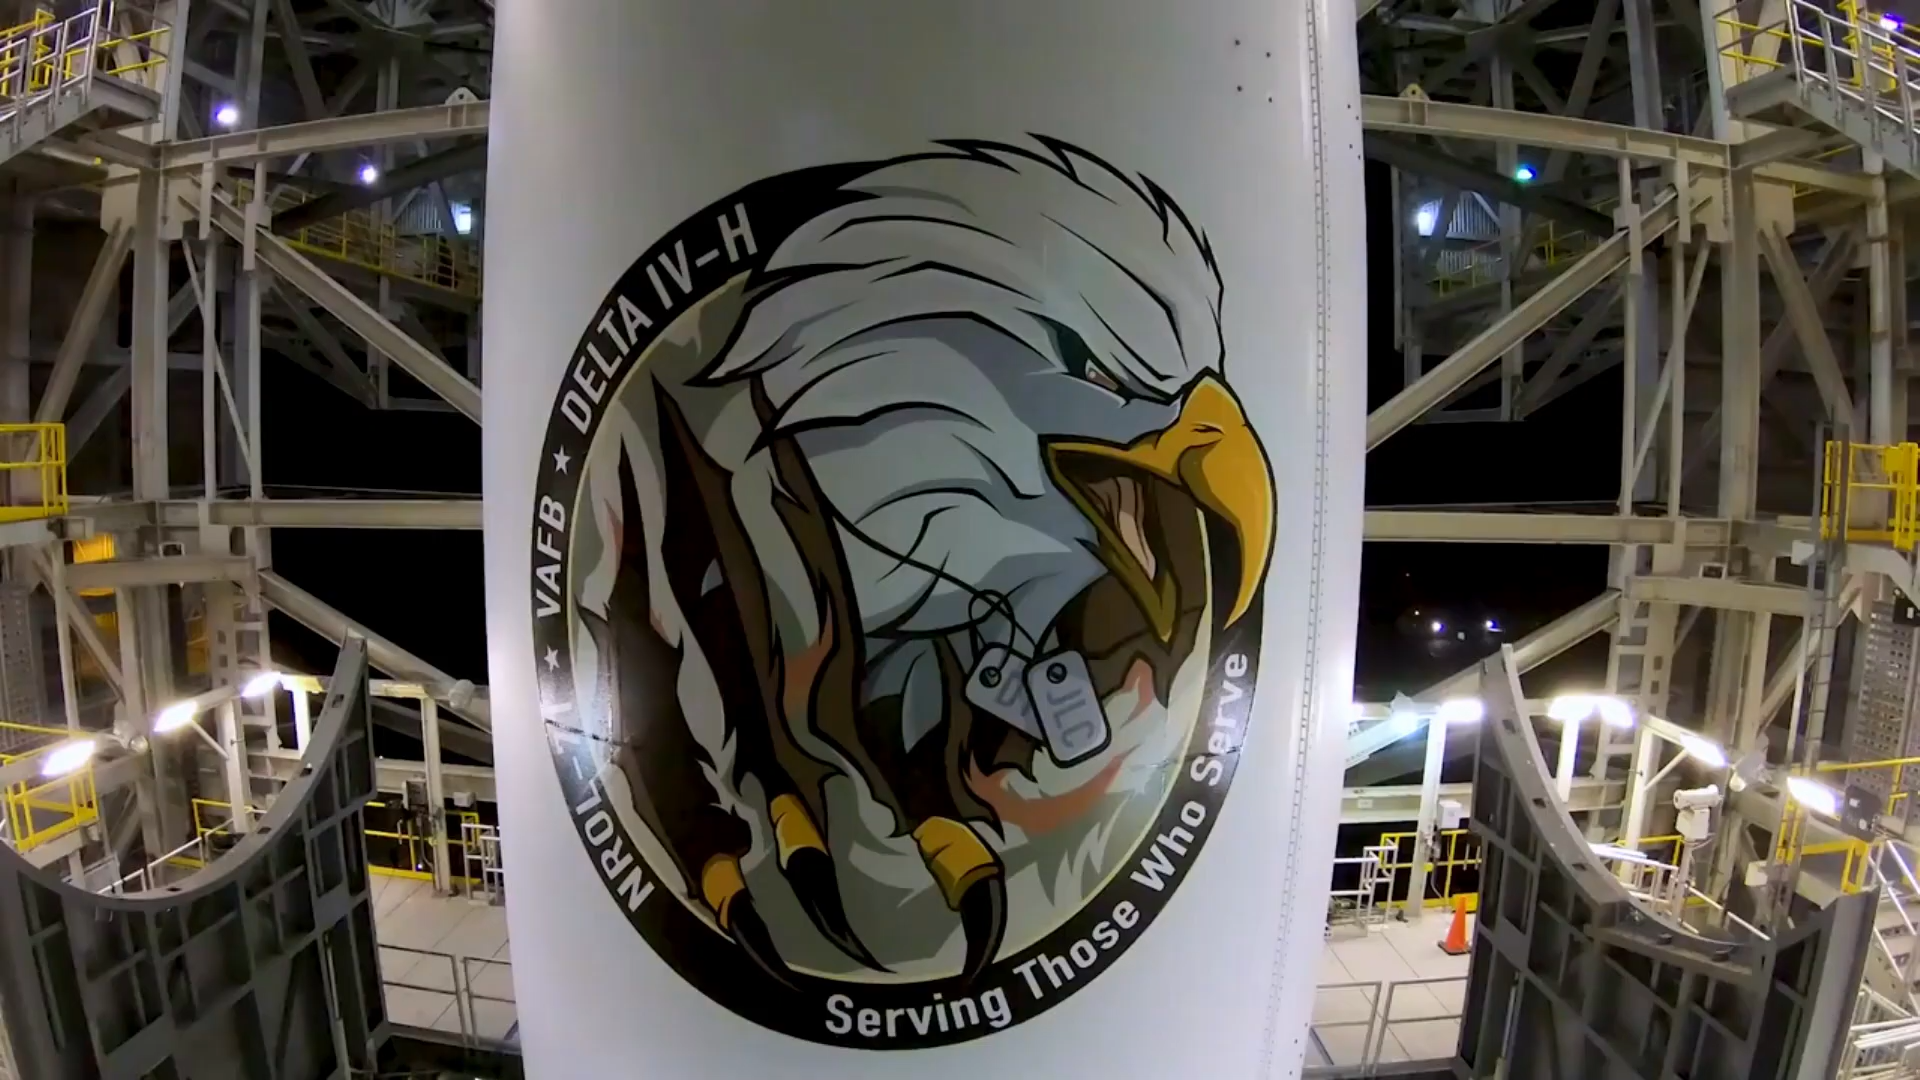 NROL-71 ★ VAFB ★ DELTA IV-H
Serving Those Who Serve
JLC